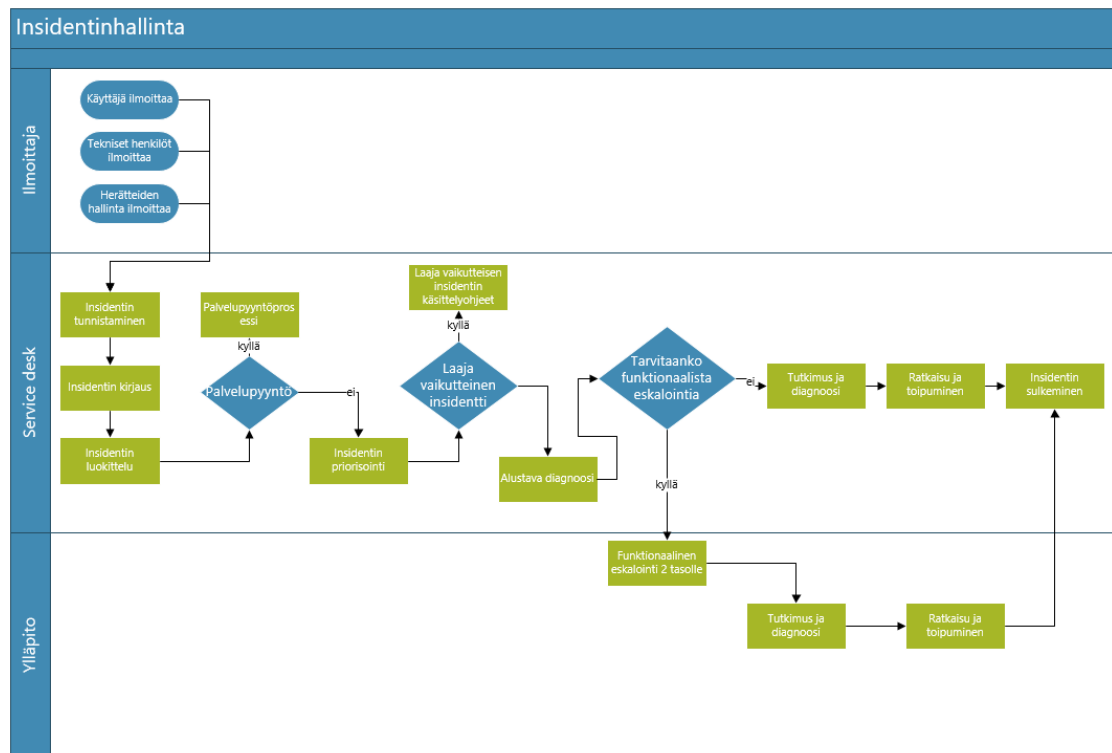 Insidentinhallinta
Ilmoittaja
Käyttäjä ilmoittaa
Tekniset henkilöt
ilmoittaa
Herätteiden
hallinta ilmoittaa
Service desk
Insidentin
tunnistaminen
Insidentin kirjaus
Insidentin
luokittelu
Palvelupyyntöpros
essi
kyllä
Palvelupyyntö
ei
Insidentin
priorisointi
Laaja vaikutteisen
insidentin
käsittelyohjeet
kyllä
Laaja
vaikutteinen
insidentti
Alustava diagnoosi
Tarvitaanko
funktionaalista
eskalointia
ei
kyllä
Tutkimus ja
diagnoosi
Ratkaisu ja
toipuminen
Insidentin
sulkeminen
Ylläpito
Funktionaalinen
eskalointi 2 tasolle
Tutkimus ja
diagnoosi
Ratkaisu ja
toipuminen